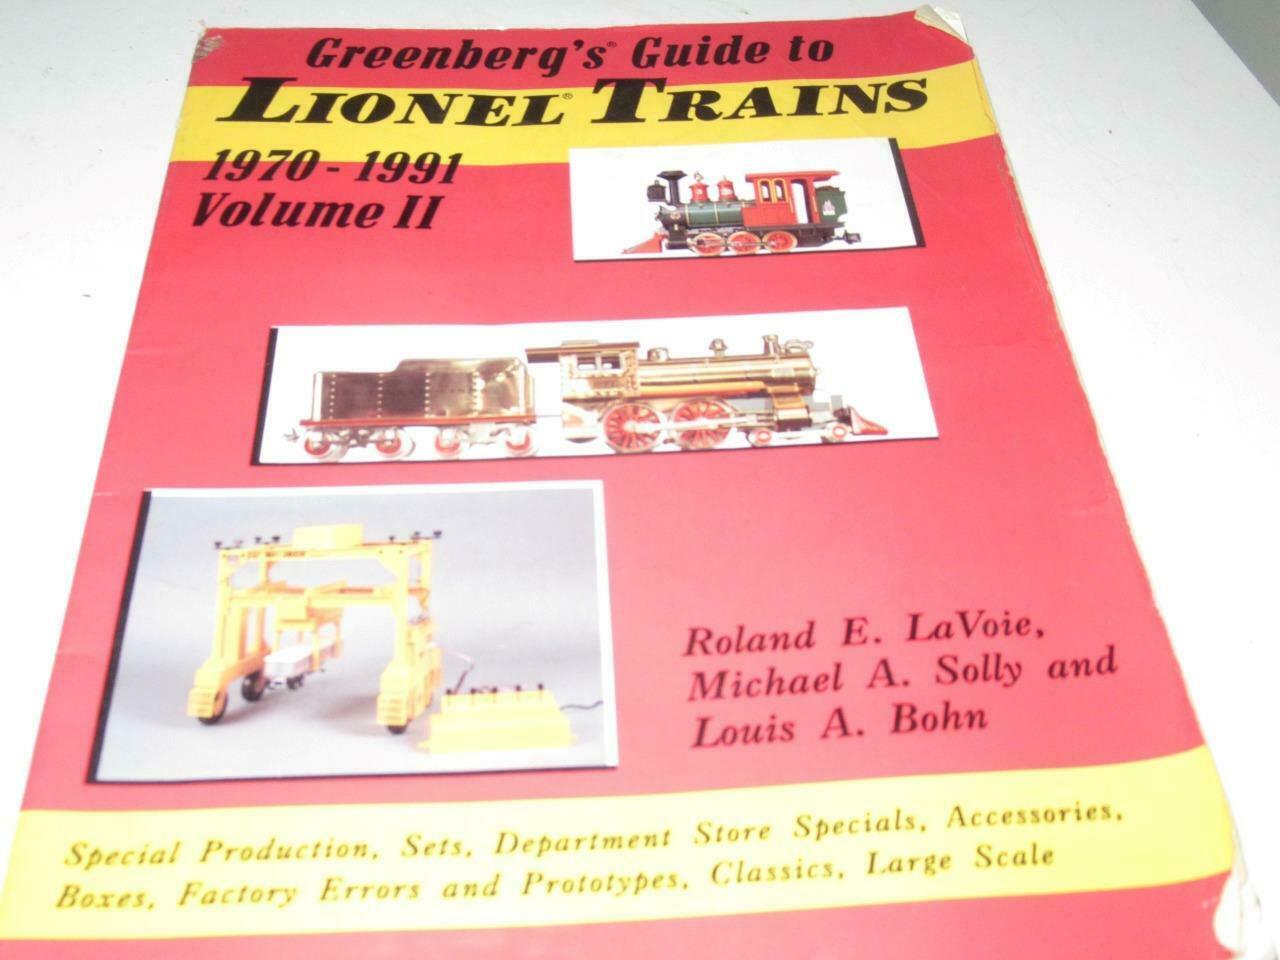 Greenberg's® Guide to
LIONEL® TRAINS
1970 - 1991
Volume II
Roland E. LaVoie,
Michael A. Solly and
Louis A. Bohn
Special Production, Sets, Department Store Specials, Accessories,
Boxes, Factory Errors and Prototypes, Classics, Large Scale